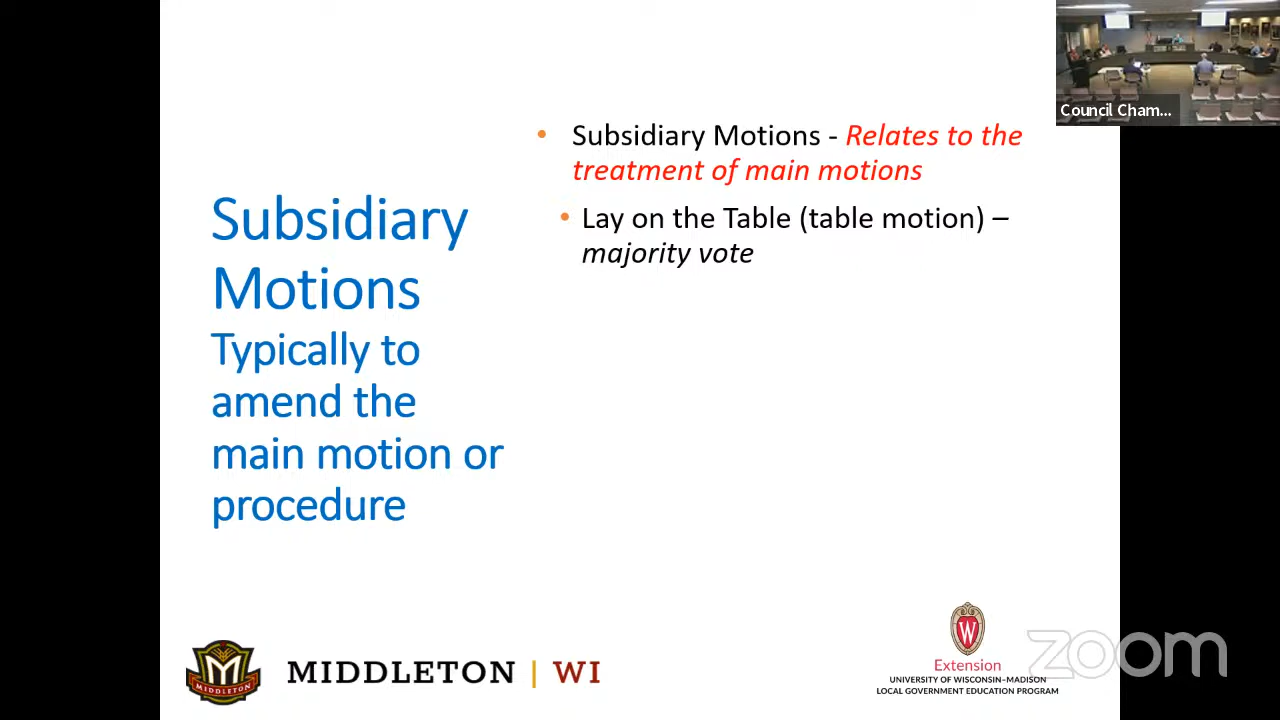 Council Cham...
• Subsidiary Motions - Relates to the
treatment of main motions
• Lay on the Table (table motion) –
majority vote
Subsidiary
Motions
Typically to
amend the
main motion or
procedure
M
MIDDLETON
MIDDLETON | WI
W
Extension
UNIVERSITY OF WISCONSIN–MADISON
LOCAL GOVERNMENT EDUCATION PROGRAM
zoom